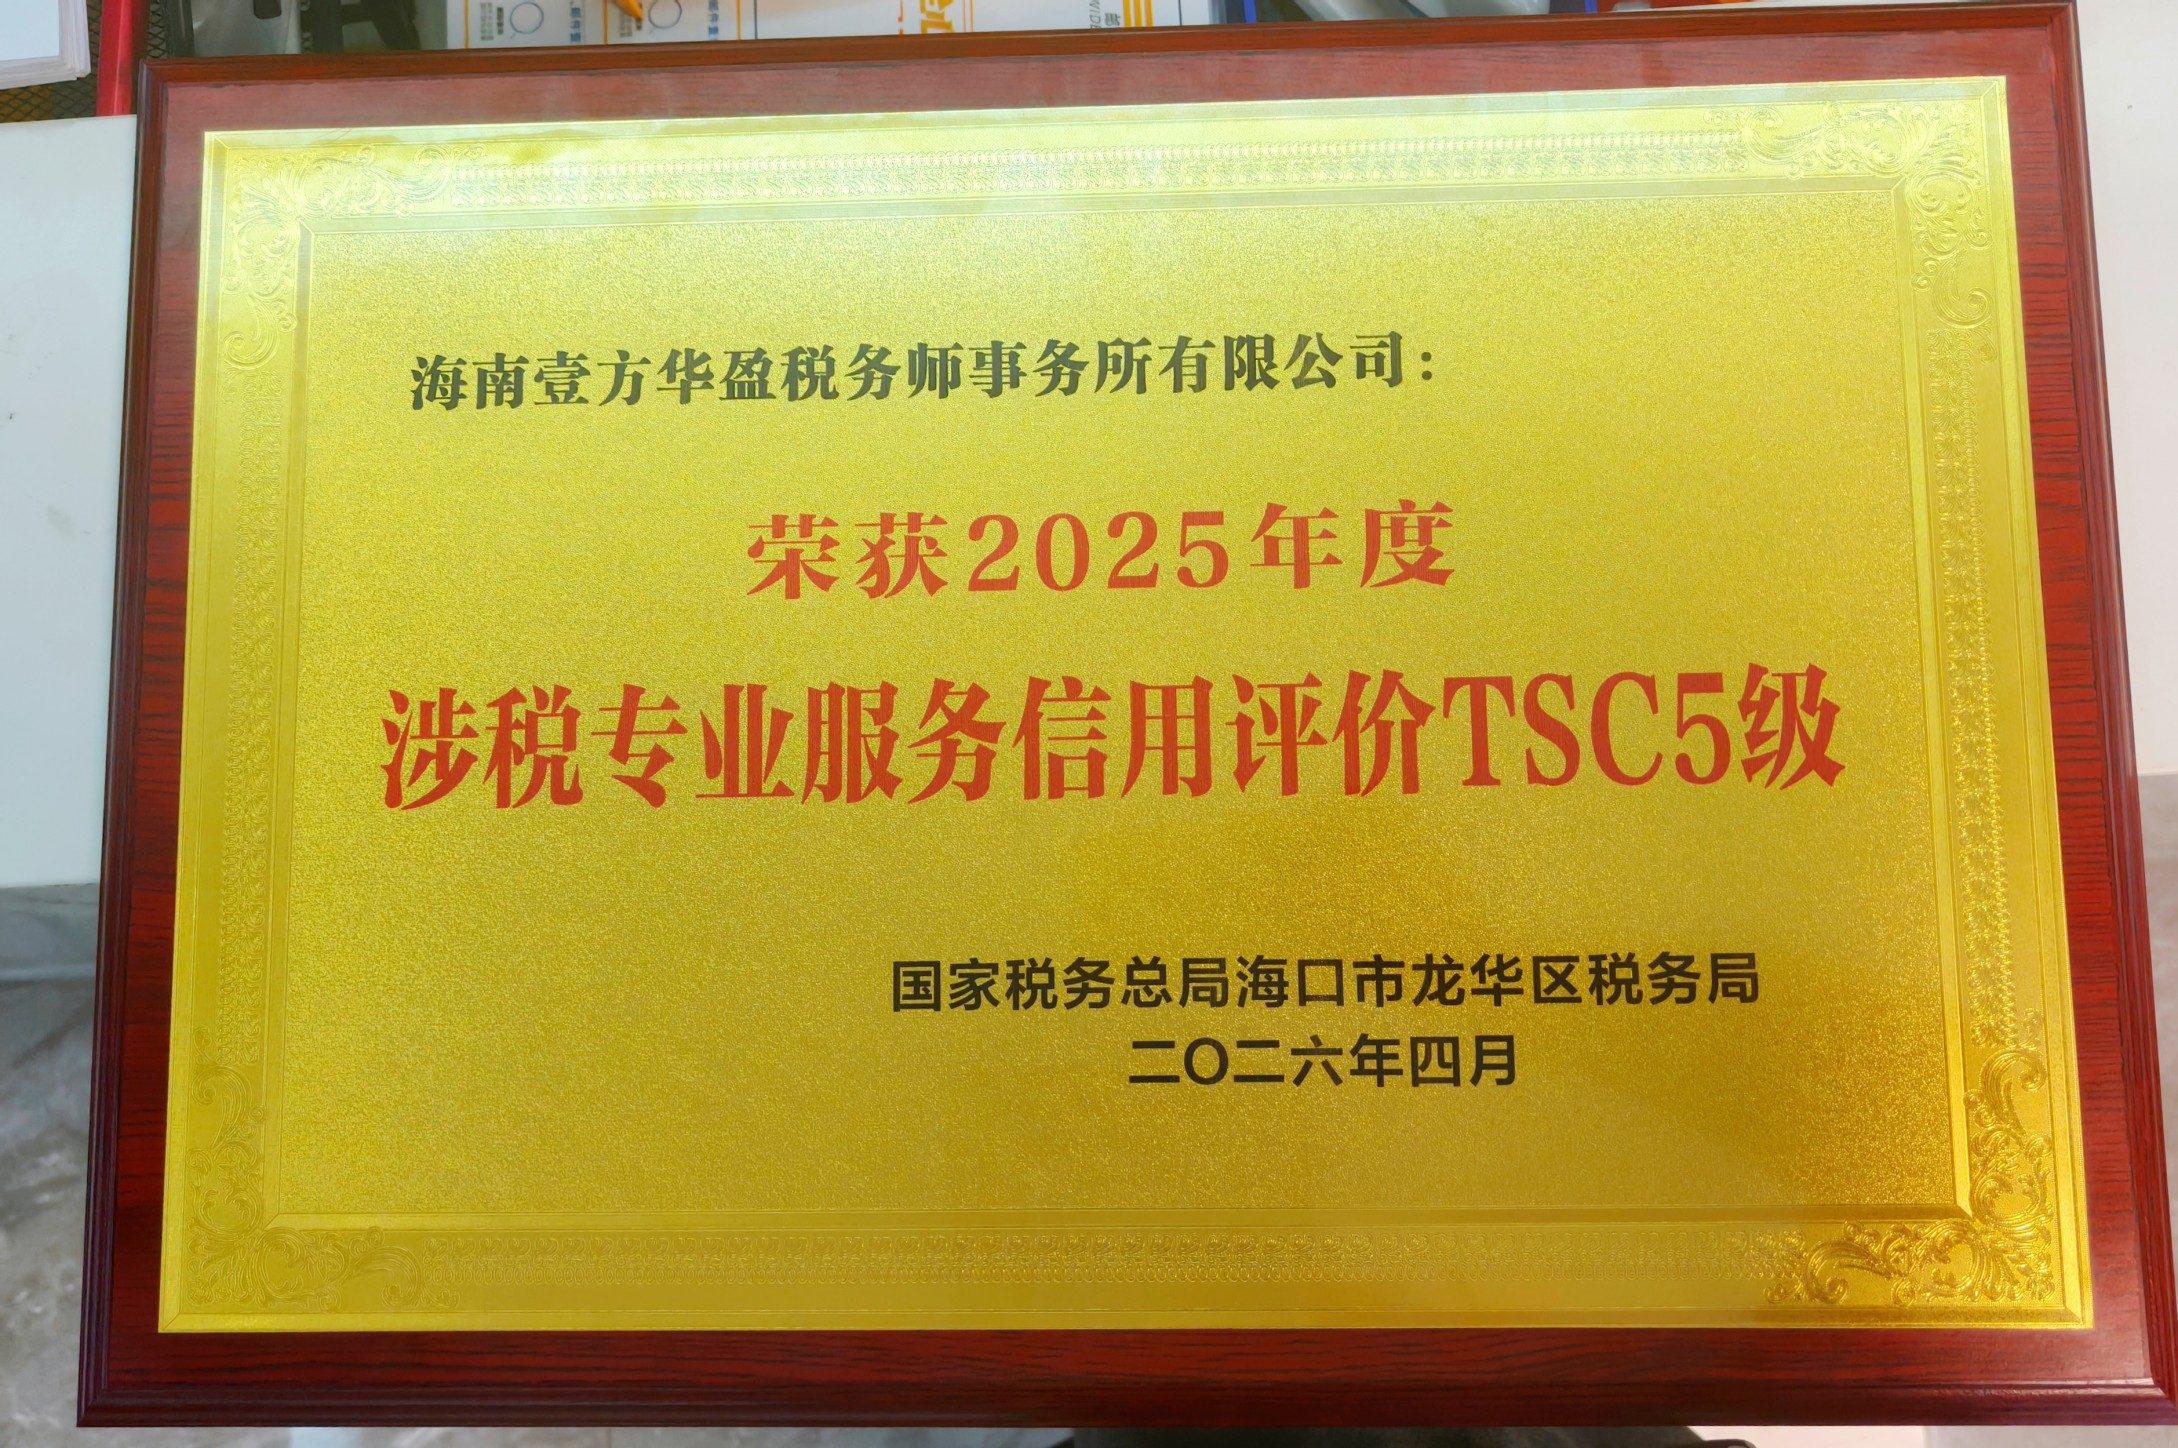 海南壹方华盈税务师事务所有限公司：
荣获2025年度
涉税专业服务信用评价TSC5级
国家税务总局海口市龙华区税务局
二〇二六年四月